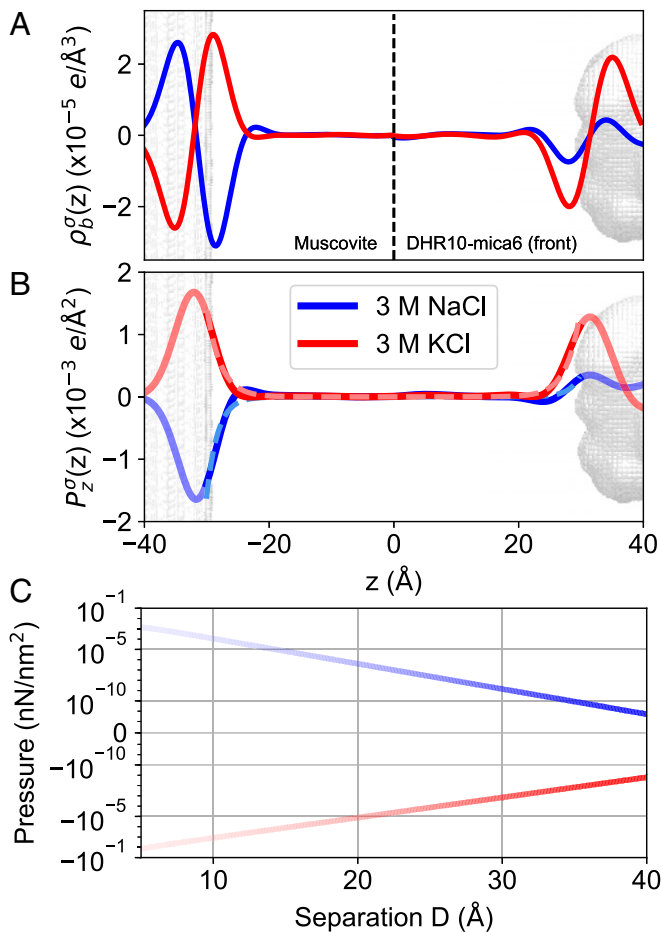 A
ρ_b^σ(z) (x10⁻⁵ e/Å³)
2
0
−2
Muscovite
DHR10-mica6 (front)
B
P_z^σ(z) (x10⁻³ e/Å²)
2
1
0
−1
−2
3 M NaCl
3 M KCl
−40 −20 0 20 40
z (Å)
C
Pressure (nN/nm²)
10⁻¹
10⁻⁵
10⁻¹⁰
0
−10⁻¹⁰
−10⁻⁵
−10⁻¹
10 20 30 40
Separation D (Å)